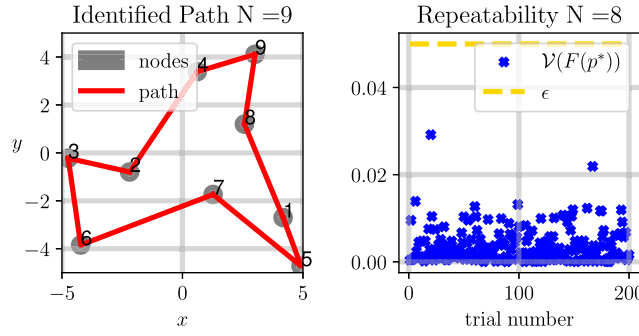 Identified Path N =9
nodes
path
y
4
2
0
−2
−4
−5
0
5
x
1
2
3
4
5
6
7
8
9
Repeatability N =8
𝒱(F(p*))
ϵ
0.04
0.02
0.00
0
100
200
trial number